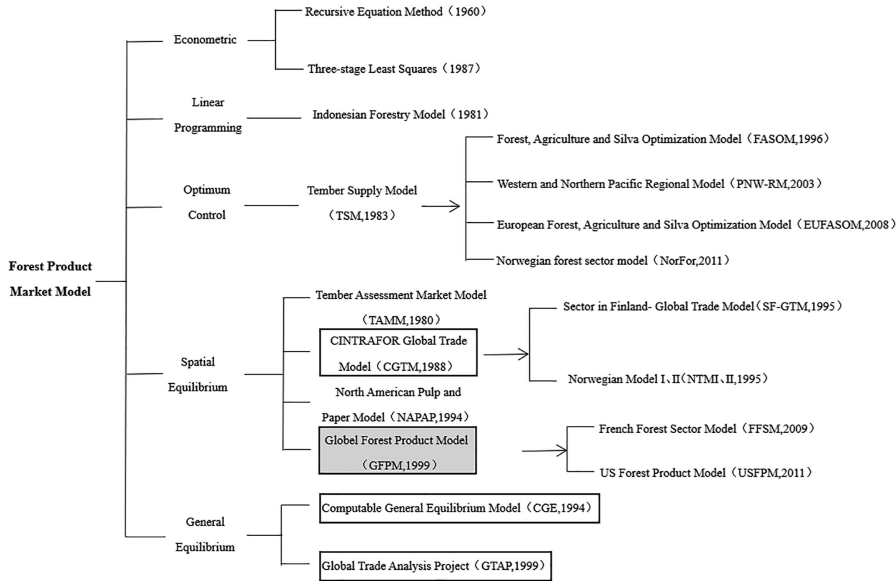 Forest Product
Market Model
Econometric
Recursive Equation Method (1960)
Three-stage Least Squares (1987)
Linear
Programming
Indonesian Forestry Model (1981)
Optimum
Control
Tember Supply Model
(TSM,1983)
Forest, Agriculture and Silva Optimization Model (FASOM,1996)
Western and Northern Pacific Regional Model (PNW-RM,2003)
European Forest, Agriculture and Silva Optimization Model (EUFASOM,2008)
Norwegian forest sector model (NorFor,2011)
Spatial
Equilibrium
Tember Assessment Market Model
(TAMM,1980)
CINTRAFOR Global Trade
Model (CGTM,1988)
Sector in Finland- Global Trade Model(SF-GTM,1995)
Norwegian Model I、II(NTMI、II,1995)
North American Pulp and
Paper Model (NAPAP,1994)
Globel Forest Product Model
(GFPM,1999)
French Forest Sector Model (FFSM,2009)
US Forest Product Model (USFPM,2011)
General
Equilibrium
Computable General Equilibrium Model (CGE,1994)
Global Trade Analysis Project (GTAP,1999)